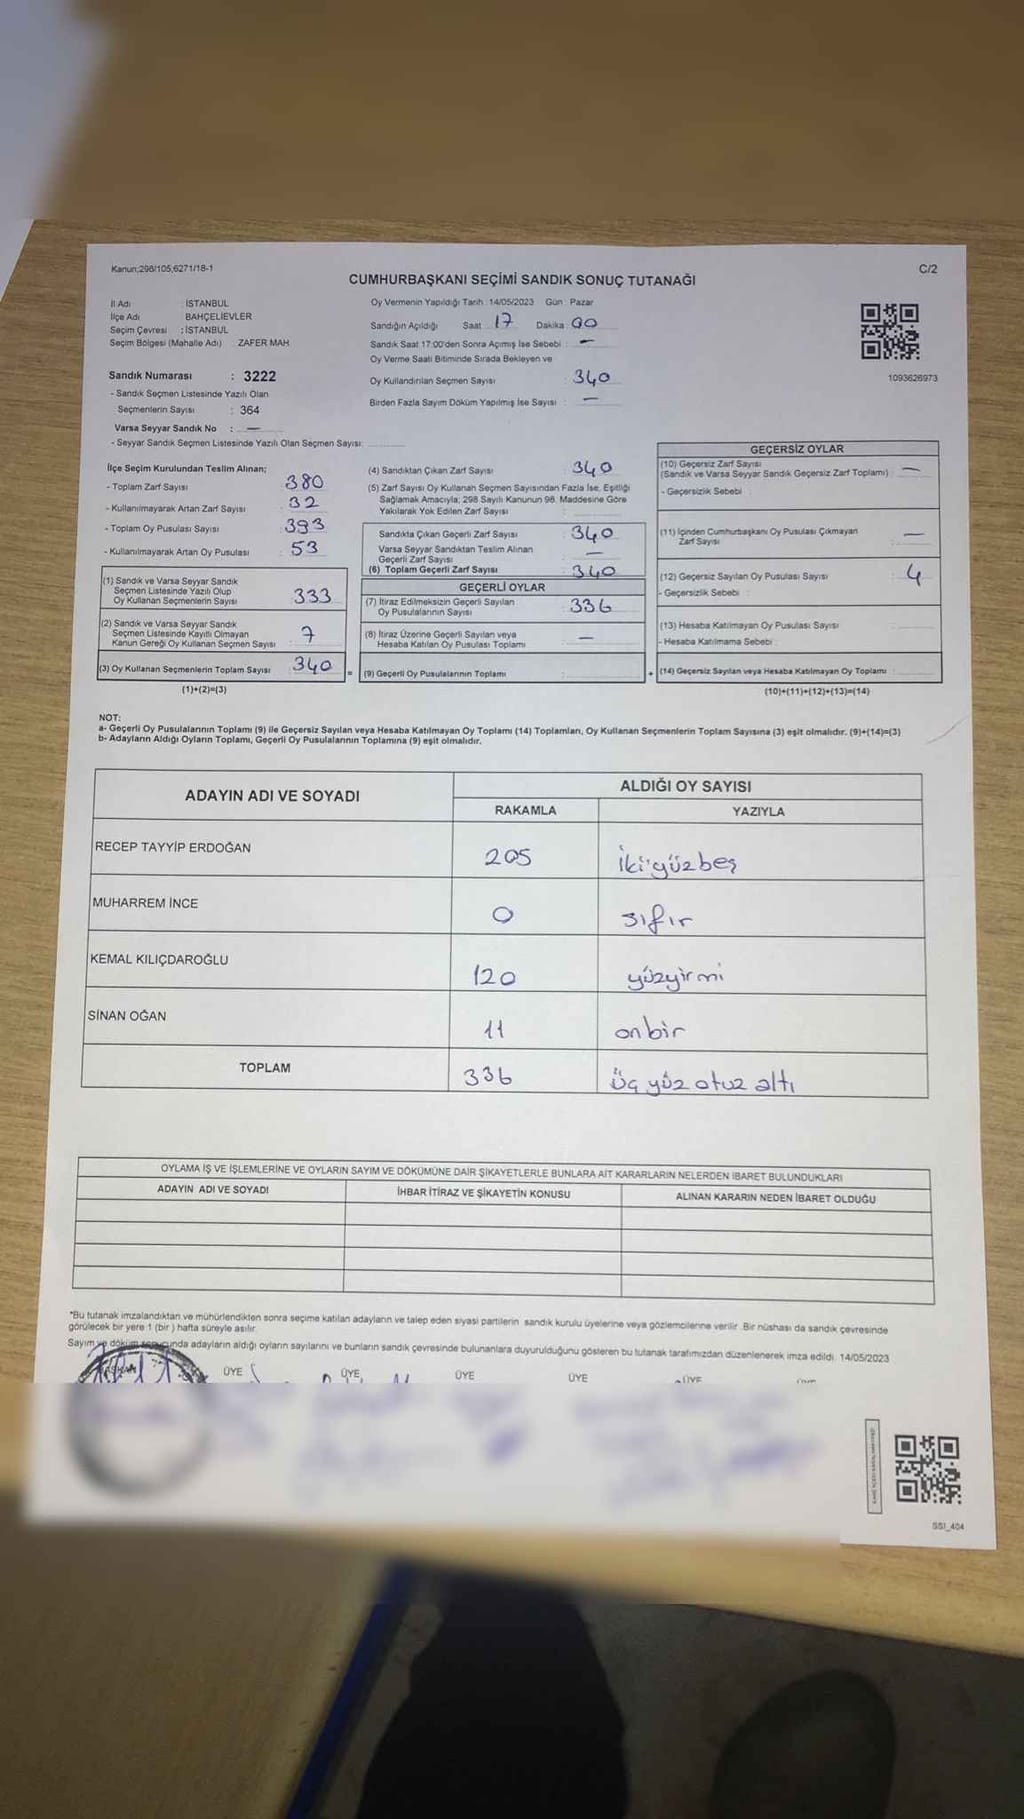 Kanun;298/105;6271/18-1
C/2
CUMHURBAŞKANI SEÇİMİ SANDIK SONUÇ TUTANAĞI
İl Adı : İSTANBUL
İlçe Adı : BAHÇELİEVLER
Seçim Çevresi : İSTANBUL
Seçim Bölgesi (Mahalle Adı) : ZAFER MAH.
Oy Vermenin Yapıldığı Tarih : 14/05/2023 Gün : Pazar
Sandığın Açıldığı Saat 17 Dakika 00
Sandık Saat 17:00'den Sonra Açımış İse Sebebi : —
Oy Verme Saati Bitiminde Sırada Bekleyen ve
Oy Kullandırılan Seçmen Sayısı : 340
Birden Fazla Sayım Döküm Yapılmış İse Sayısı : —
1093626973
Sandık Numarası : 3222
- Sandık Seçmen Listesinde Yazılı Olan
Seçmenlerin Sayısı : 364
Varsa Seyyar Sandık No : —
- Seyyar Sandık Seçmen Listesinde Yazılı Olan Seçmen Sayısı:
İlçe Seçim Kurulundan Teslim Alınan;
- Toplam Zarf Sayısı 380
- Kullanılmayarak Artan Zarf Sayısı 32
- Toplam Oy Pusulası Sayısı 393
- Kullanılmayarak Artan Oy Pusulası 53
(1) Sandık ve Varsa Seyyar Sandık
Seçmen Listesinde Yazılı Olup
Oy Kullanan Seçmenlerin Sayısı 333
(2) Sandık ve Varsa Seyyar Sandık
Seçmen Listesinde Kayıtlı Olmayan
Kanun Gereği Oy Kullanan Seçmen Sayısı 7
(3) Oy Kullanan Seçmenlerin Toplam Sayısı 340 =
(1)+(2)=(3)
(4) Sandıktan Çıkan Zarf Sayısı : 340
(5) Zarf Sayısı Oy Kullanan Seçmen Sayısından Fazla İse, Eşitliği
Sağlamak Amacıyla; 298 Sayılı Kanunun 98. Maddesine Göre
Yakılarak Yok Edilen Zarf Sayısı :
Sandıkta Çıkan Geçerli Zarf Sayısı : 340
Varsa Seyyar Sandıktan Teslim Alınan
Geçerli Zarf Sayısı : —
(6) Toplam Geçerli Zarf Sayısı : 340
GEÇERLİ OYLAR
(7) İtiraz Edilmeksizin Geçerli Sayılan
Oy Pusulalarının Sayısı : 336
(8) İtiraz Üzerine Geçerli Sayılan veya
Hesaba Katılan Oy Pusulası Toplamı : —
(9) Geçerli Oy Pusulalarının Toplamı : +
GEÇERSİZ OYLAR
(10) Geçersiz Zarf Sayısı
(Sandık ve Varsa Seyyar Sandık Geçersiz Zarf Toplamı) : —
- Geçersizlik Sebebi :
(11) İçinden Cumhurbaşkanı Oy Pusulası Çıkmayan
Zarf Sayısı : —
(12) Geçersiz Sayılan Oy Pusulası Sayısı : 4
- Geçersizlik Sebebi :
(13) Hesaba Katılmayan Oy Pusulası Sayısı :
- Hesaba Katılmama Sebebi :
(14) Geçersiz Sayılan veya Hesaba Katılmayan Oy Toplamı :
(10)+(11)+(12)+(13)=(14)
NOT:
a- Geçerli Oy Pusulalarının Toplamı (9) ile Geçersiz Sayılan veya Hesaba Katılmayan Oy Toplamı (14) Toplamları, Oy Kullanan Seçmenlerin Toplam Sayısına (3) eşit olmalıdır. (9)+(14)=(3)
b- Adayların Aldığı Oyların Toplamı, Geçerli Oy Pusulalarının Toplamına (9) eşit olmalıdır.
ADAYIN ADI VE SOYADI
ALDIĞI OY SAYISI
RAKAMLA YAZIYLA
RECEP TAYYİP ERDOĞAN 205 ikiyüzbeş
MUHARREM İNCE 0 sıfır
KEMAL KILIÇDAROĞLU 120 yüzyirmi
SİNAN OĞAN 11 onbir
TOPLAM 336 üç yüz otuz altı
OYLAMA İŞ VE İŞLEMLERİNE VE OYLARIN SAYIM VE DÖKÜMÜNE DAİR ŞİKAYETLERLE BUNLARA AİT KARARLARIN NELERDEN İBARET BULUNDUKLARI
ADAYIN ADI VE SOYADI İHBAR İTİRAZ VE ŞİKAYETİN KONUSU ALINAN KARARIN NEDEN İBARET OLDUĞU
*Bu tutanak imzalandıktan ve mühürlendikten sonra seçime katılan adayların ve talep eden siyasi partilerin sandık kurulu üyelerine veya gözlemcilerine verilir. Bir nüshası da sandık çevresinde
görülecek bir yere 1 (bir) hafta süreyle asılır.
Sayım ve döküm sonucunda adayların aldığı oyların sayılarını ve bunların sandık çevresinde bulunanlara duyurulduğunu gösteren bu tutanak tarafımızdan düzenlenerek imza edildi. 14/05/2023
BAŞKAN ÜYE ÜYE ÜYE ÜYE ÜYE
SSI_404